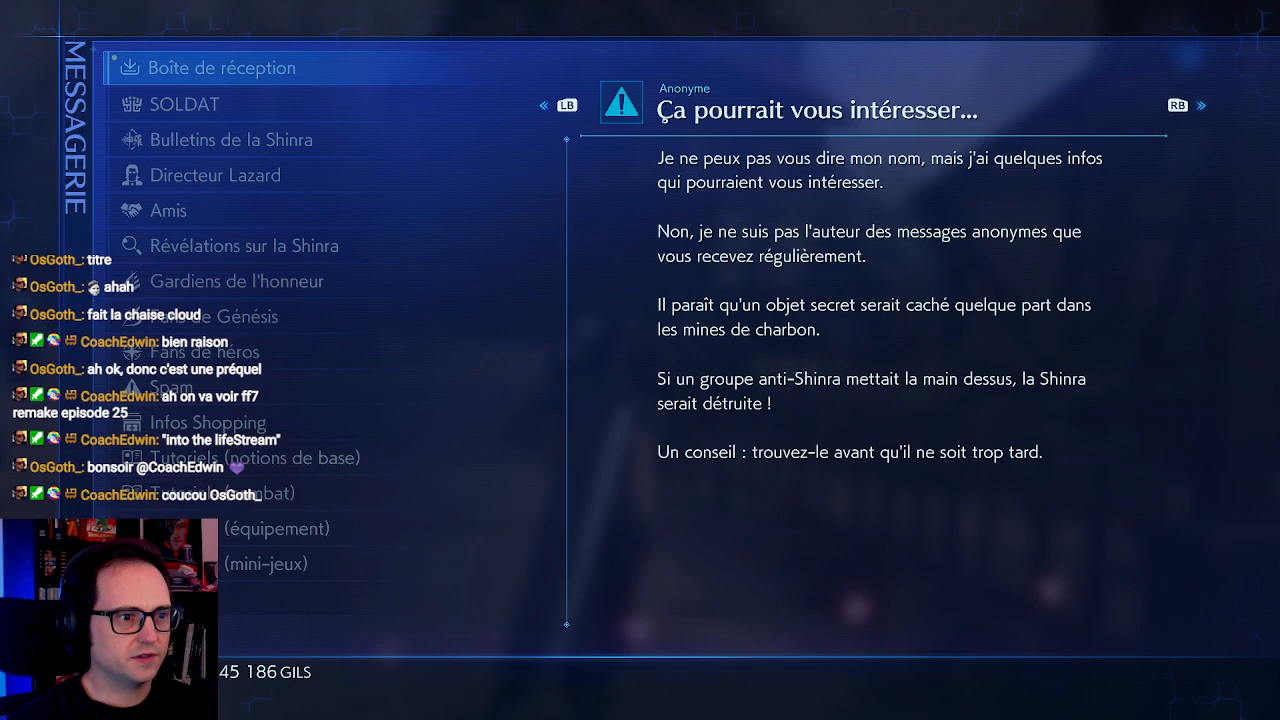 MESSAGERIE
Boîte de réception
SOLDAT
Bulletins de la Shinra
Directeur Lazard
Amis
Révélations sur la Shinra
Gardiens de l'honneur
Fans de Génésis
Fans de héros
Spam
Infos Shopping
Tutoriels (notions de base)
(équipement)
(mini-jeux)
OsGoth_: titre
OsGoth_: ahah
OsGoth_: fait la chaise cloud
CoachEdwin: bien raison
OsGoth_: ah ok, donc c'est une préquel
CoachEdwin: ah on va voir ff7
remake episode 25
CoachEdwin: "into the lifeStream"
OsGoth_: bonsoir @CoachEdwin
CoachEdwin: coucou OsGoth_
45 186 GILS
LB
Anonyme
Ça pourrait vous intéresser...
RB
Je ne peux pas vous dire mon nom, mais j'ai quelques infos
qui pourraient vous intéresser.
Non, je ne suis pas l'auteur des messages anonymes que
vous recevez régulièrement.
Il paraît qu'un objet secret serait caché quelque part dans
les mines de charbon.
Si un groupe anti-Shinra mettait la main dessus, la Shinra
serait détruite !
Un conseil : trouvez-le avant qu'il ne soit trop tard.